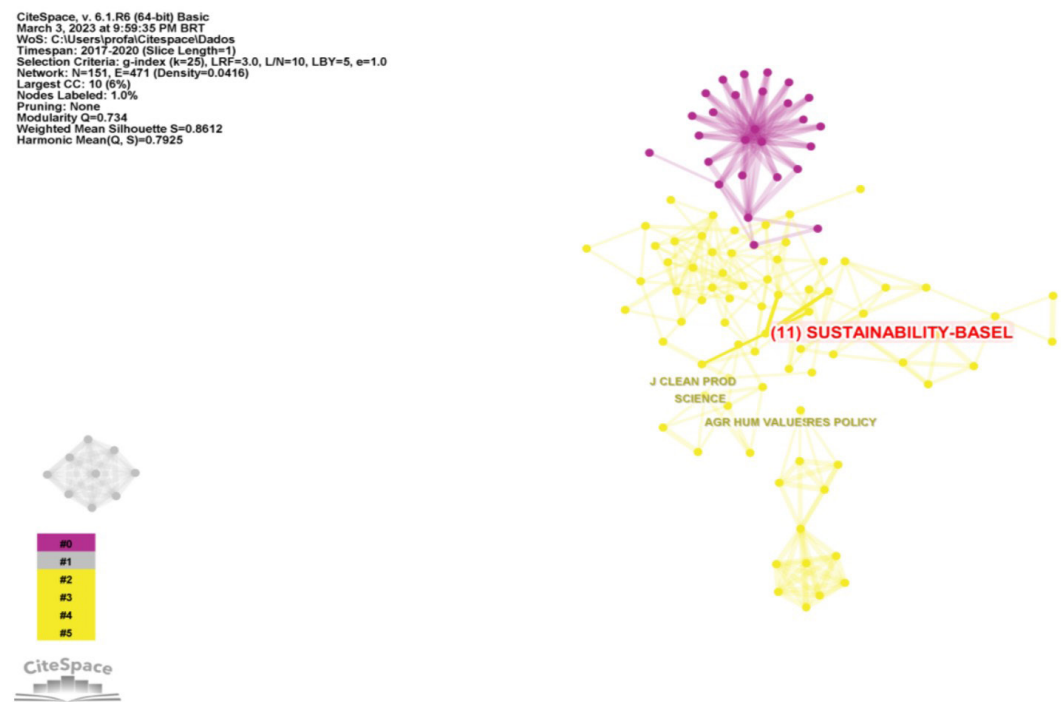 CiteSpace, v. 6.1.R6 (64-bit) Basic
March 3, 2023 at 9:59:35 PM BRT
WoS: C:\Users\profa\Citespace\Dados
Timespan: 2017-2020 (Slice Length=1)
Selection Criteria: g-index (k=25), LRF=3.0, L/N=10, LBY=5, e=1.0
Network: N=151, E=471 (Density=0.0416)
Largest CC: 10 (6%)
Nodes Labeled: 1.0%
Pruning: None
Modularity Q=0.734
Weighted Mean Silhouette S=0.8612
Harmonic Mean(Q, S)=0.7925
(11) SUSTAINABILITY-BASEL
J CLEAN PROD
SCIENCE
AGR HUM VALUES RES POLICY
#0
#1
#2
#3
#4
#5
CiteSpace